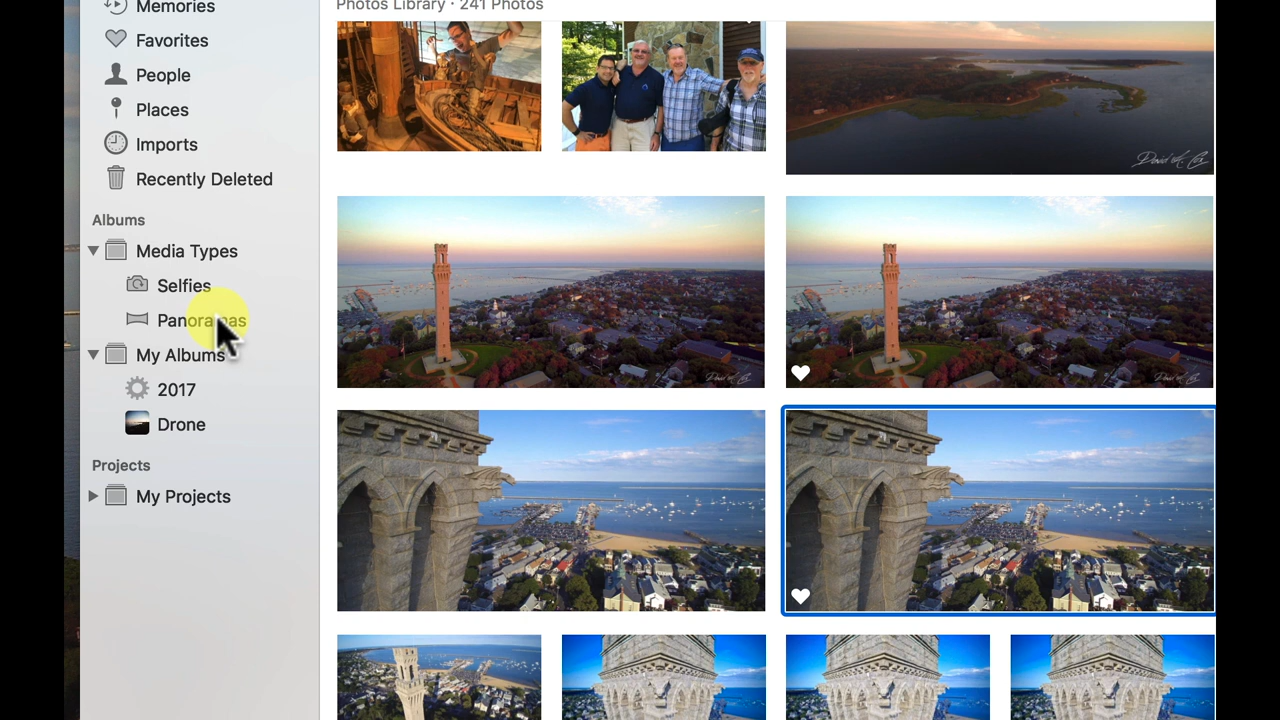 Memories
Photos Library · 241 Photos
Favorites
People
Places
Imports
Recently Deleted
Albums
Media Types
Selfies
Panoramas
My Albums
2017
Drone
Projects
My Projects